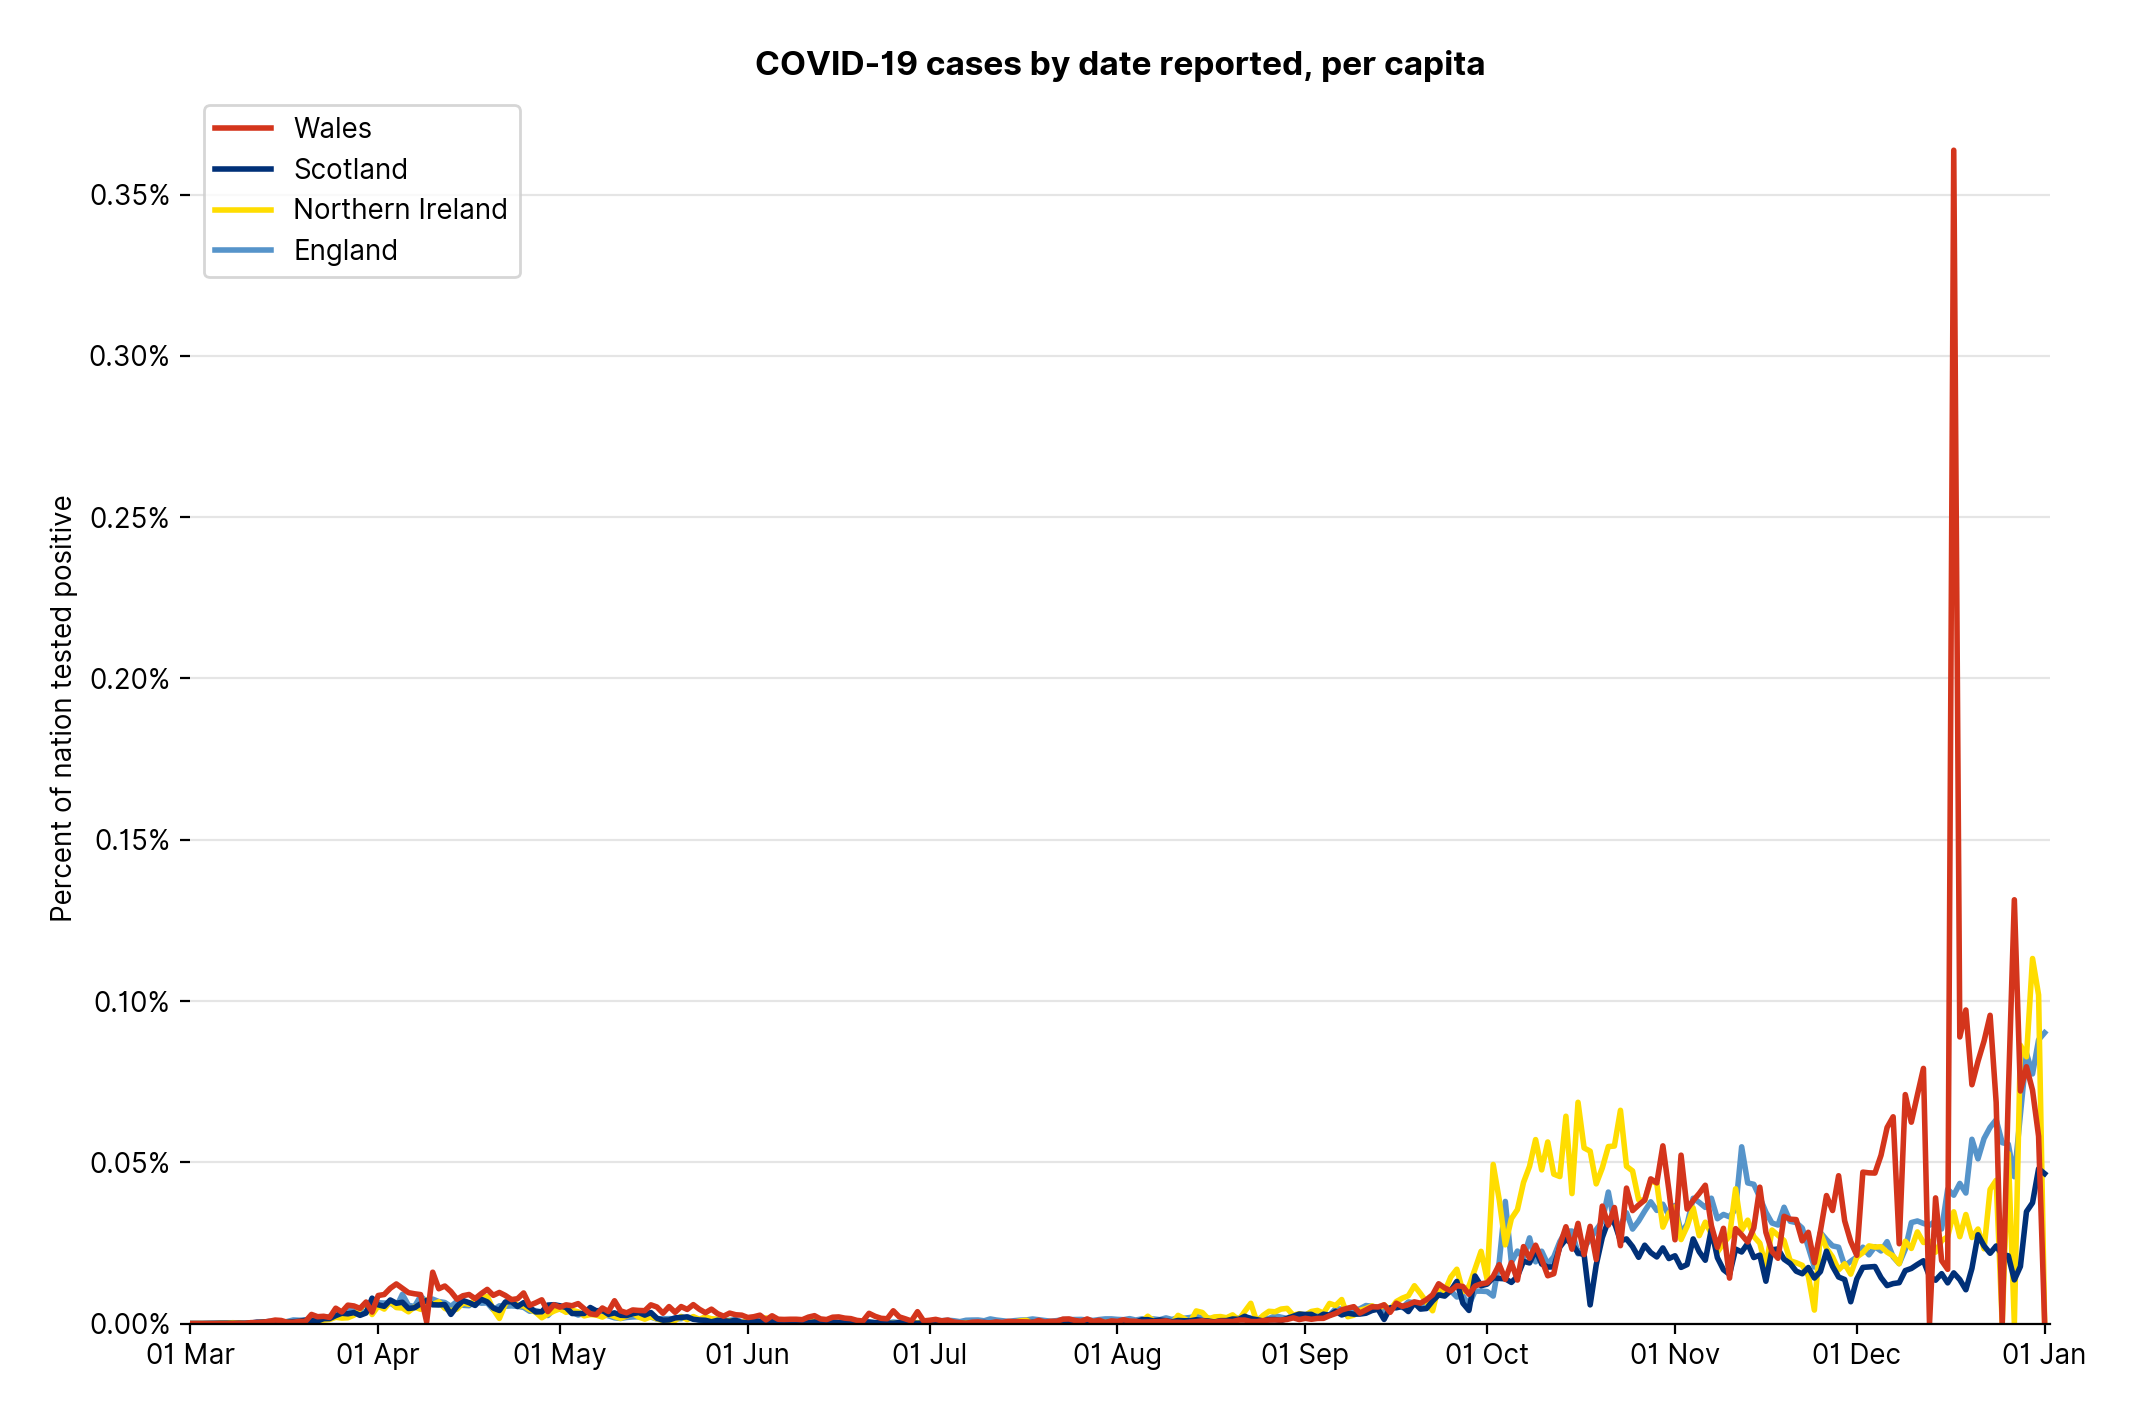 COVID-19 cases by date reported, per capita
Wales
Scotland
Northern Ireland
England
Percent of nation tested positive
0.35%
0.30%
0.25%
0.20%
0.15%
0.10%
0.05%
0.00%
01 Mar 01 Apr 01 May 01 Jun 01 Jul 01 Aug 01 Sep 01 Oct 01 Nov 01 Dec 01 Jan